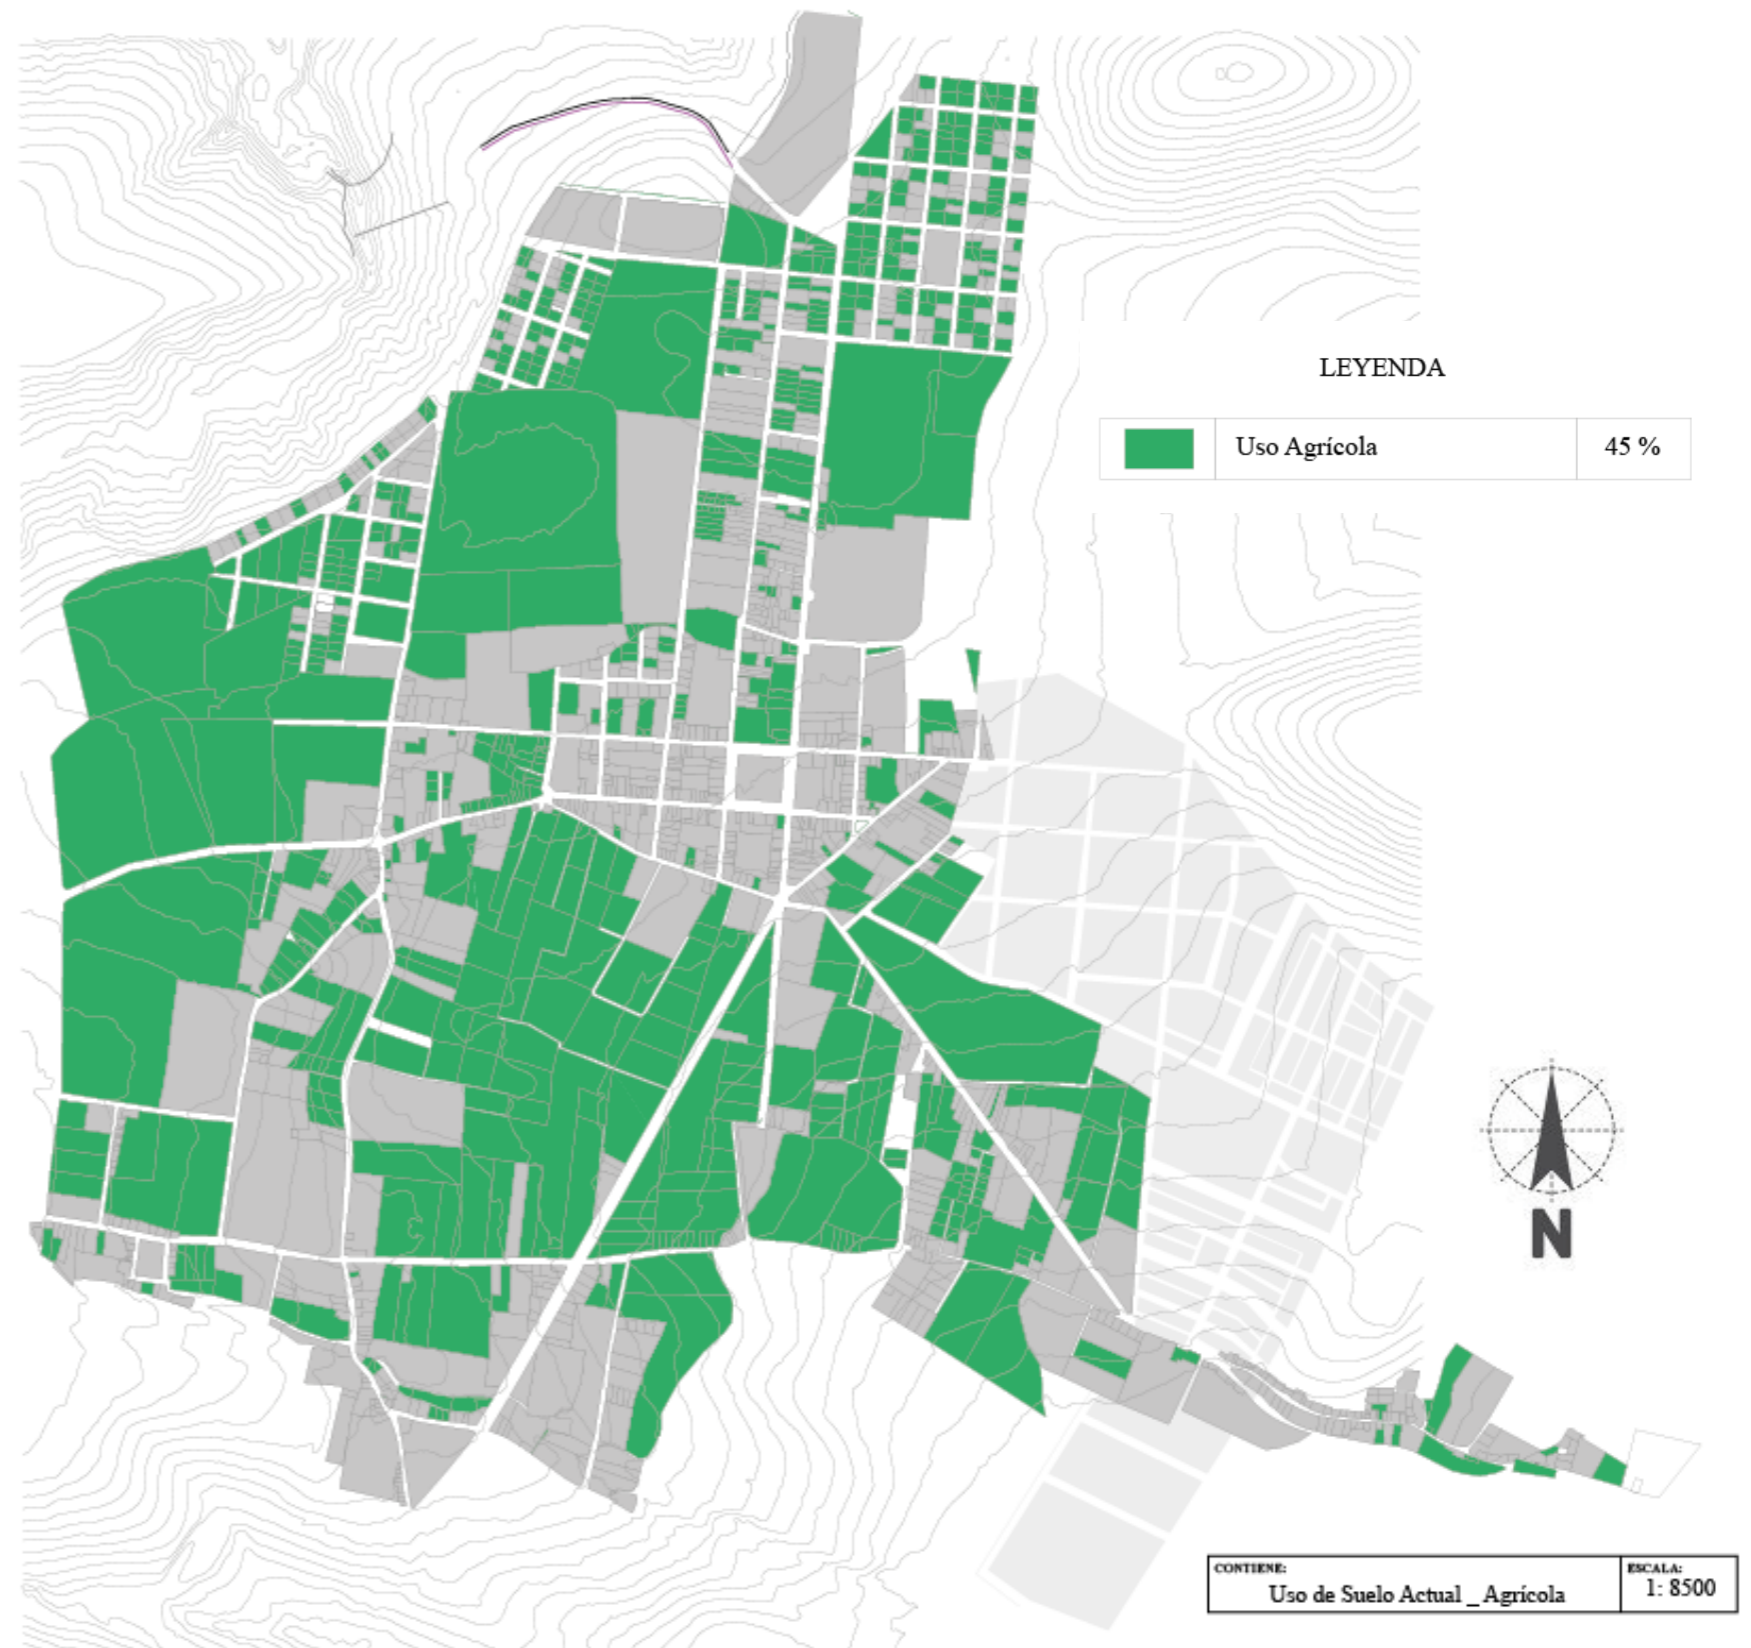 LEYENDA
Uso Agrícola 45 %
N
CONTIENE:
Uso de Suelo Actual _ Agrícola
ESCALA:
1: 8500